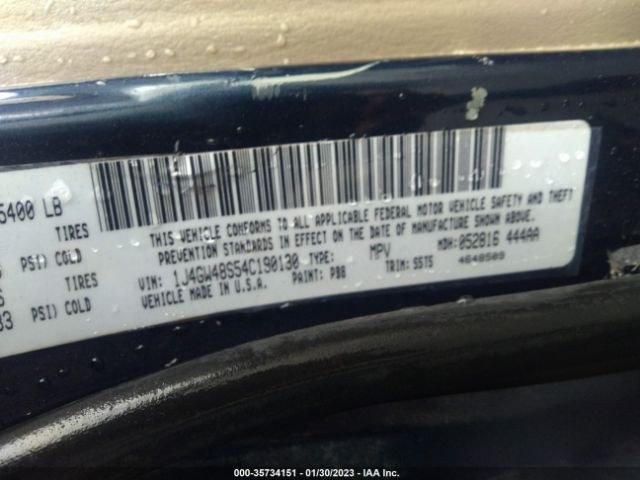 5400 LB
TIRES
PSI) COLD
TIRES
PSI) COLD
THIS VEHICLE CONFORMS TO ALL APPLICABLE FEDERAL MOTOR VEHICLE SAFETY AND THEFT
PREVENTION STANDARDS IN EFFECT ON THE DATE OF MANUFACTURE SHOWN ABOVE.
VIN: 1J4GW48S54C190130 TYPE: MPV MDH: 052816 444AA
VEHICLE MADE IN U.S.A. PAINT: PB8 TRIM: SST5 4648509
000-35734151 — 01/30/2023 — IAA Inc.